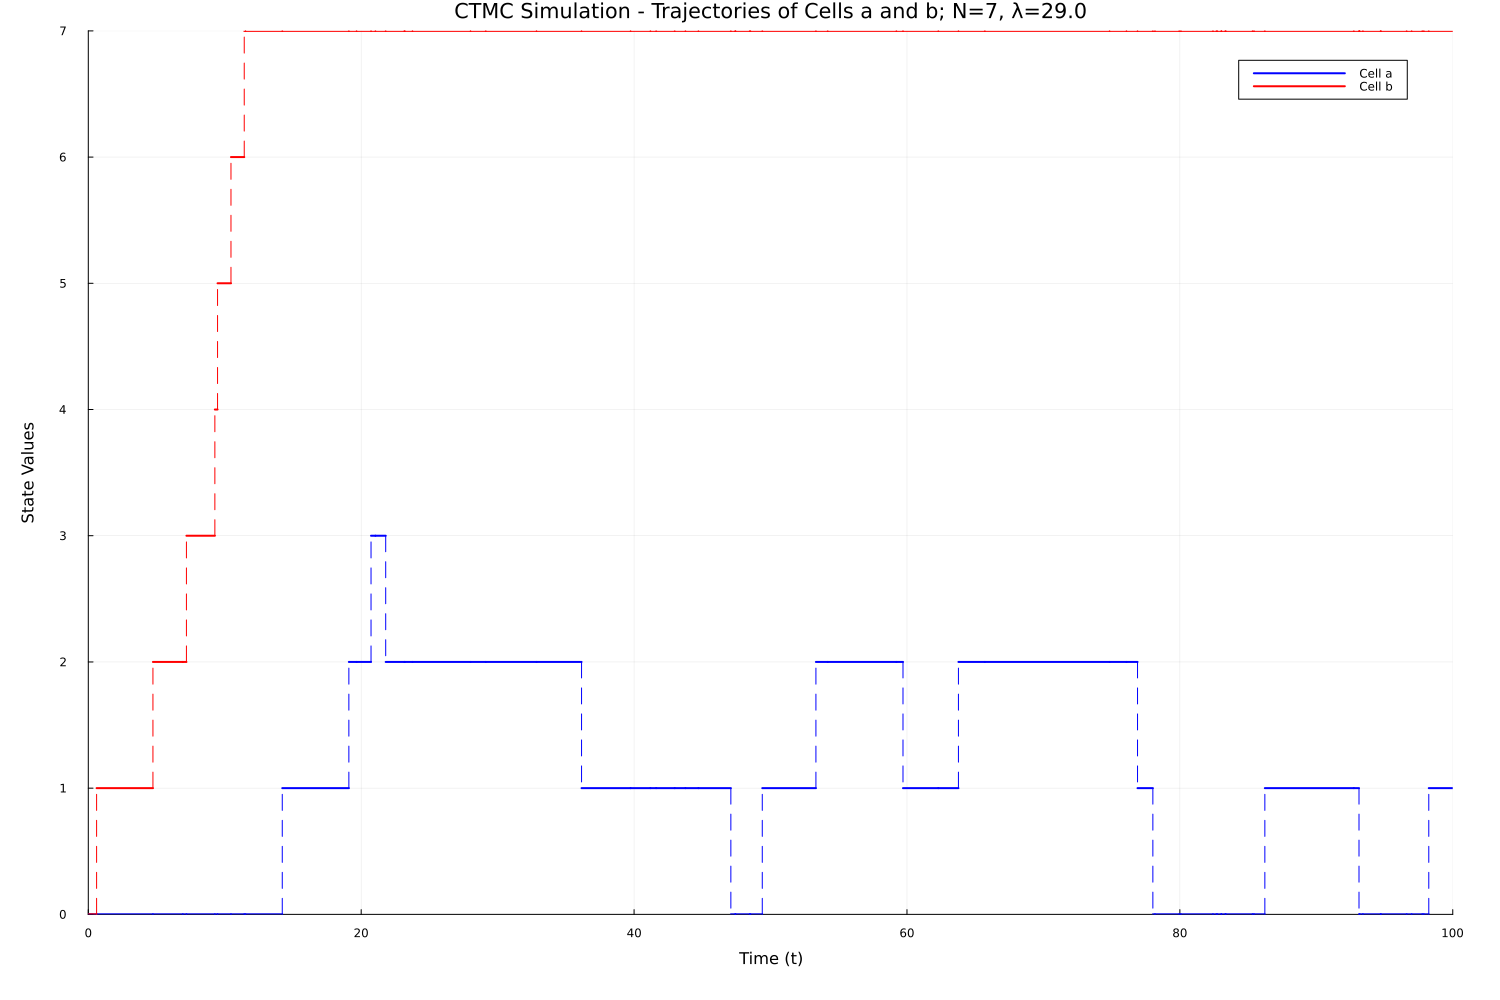 CTMC Simulation - Trajectories of Cells a and b; N=7, λ=29.0
7
6
5
4
3
2
1
0
State Values
Cell a
Cell b
0 20 40 60 80 100
Time (t)